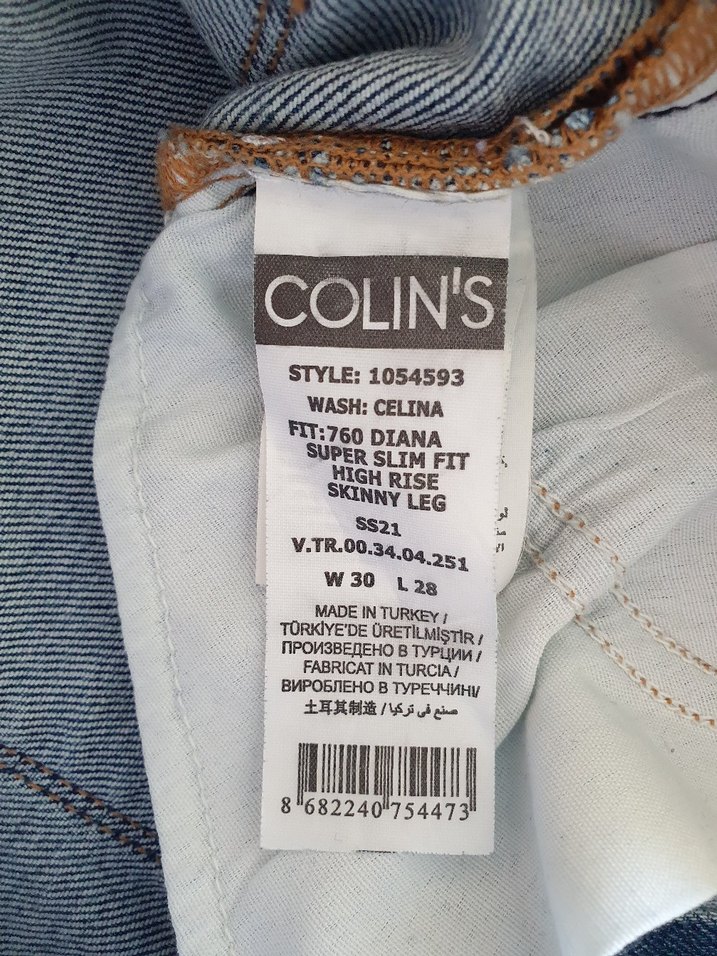 COLIN'S
STYLE: 1054593
WASH: CELINA
FIT:760 DIANA
SUPER SLIM FIT
HIGH RISE
SKINNY LEG
SS21
V.TR.00.34.04.251
W 30 L 28
MADE IN TURKEY /
TÜRKİYE'DE ÜRETİLMİŞTİR /
ПРОИЗВЕДЕНО В ТУРЦИИ /
FABRICAT IN TURCIA /
ВИРОБЛЕНО В ТУРЕЧЧИНІ/
土耳其制造 / صنع في تركيا
8 682240 754473